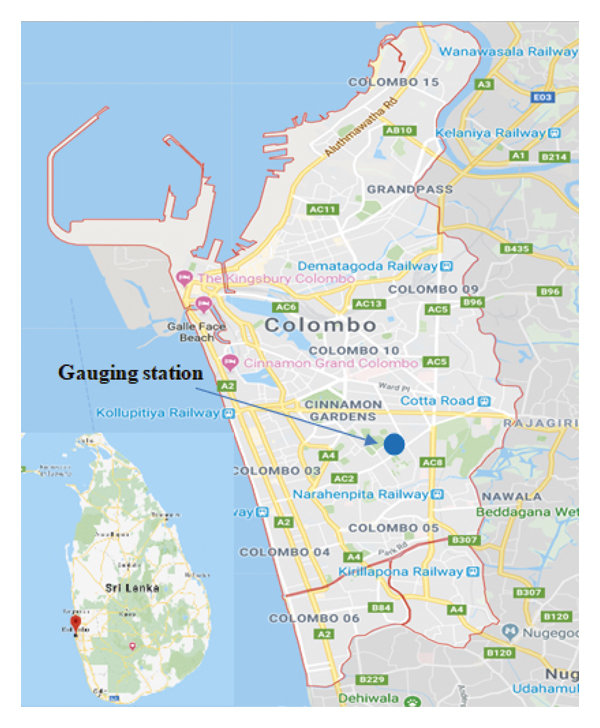 Wanawasala Railway
COLOMBO 15
A3
E03
Aluthmawatha Rd
AB10
Kelaniya Railway
A1
B214
GRANDPASS
AC11
B435
Dematagoda Railway
The Kingsbury Colombo
COLOMBO 09
B96
B96
AC6
AC13
AC5
Galle Face
Beach
Colombo
COLOMBO 10
AC5
Cinnamon Grand Colombo
Gauging station
A2
Ward Pl
Cotta Road
CINNAMON
GARDENS
Kollupitiya Railway
RAJAGIRI
A4
AC8
COLOMBO 03
AC2
Narahenpita Railway
NAWALA
way
Beddagana Wet
A2
COLOMBO 05
B307
COLOMBO 04
A4
Park Rd
Kirillapona Railway
Sri Lanka
B307
B84
A4
B120
COLOMBO 06
A2
Nugegod
B120
B229
Nug
Udahamul
Dehiwala